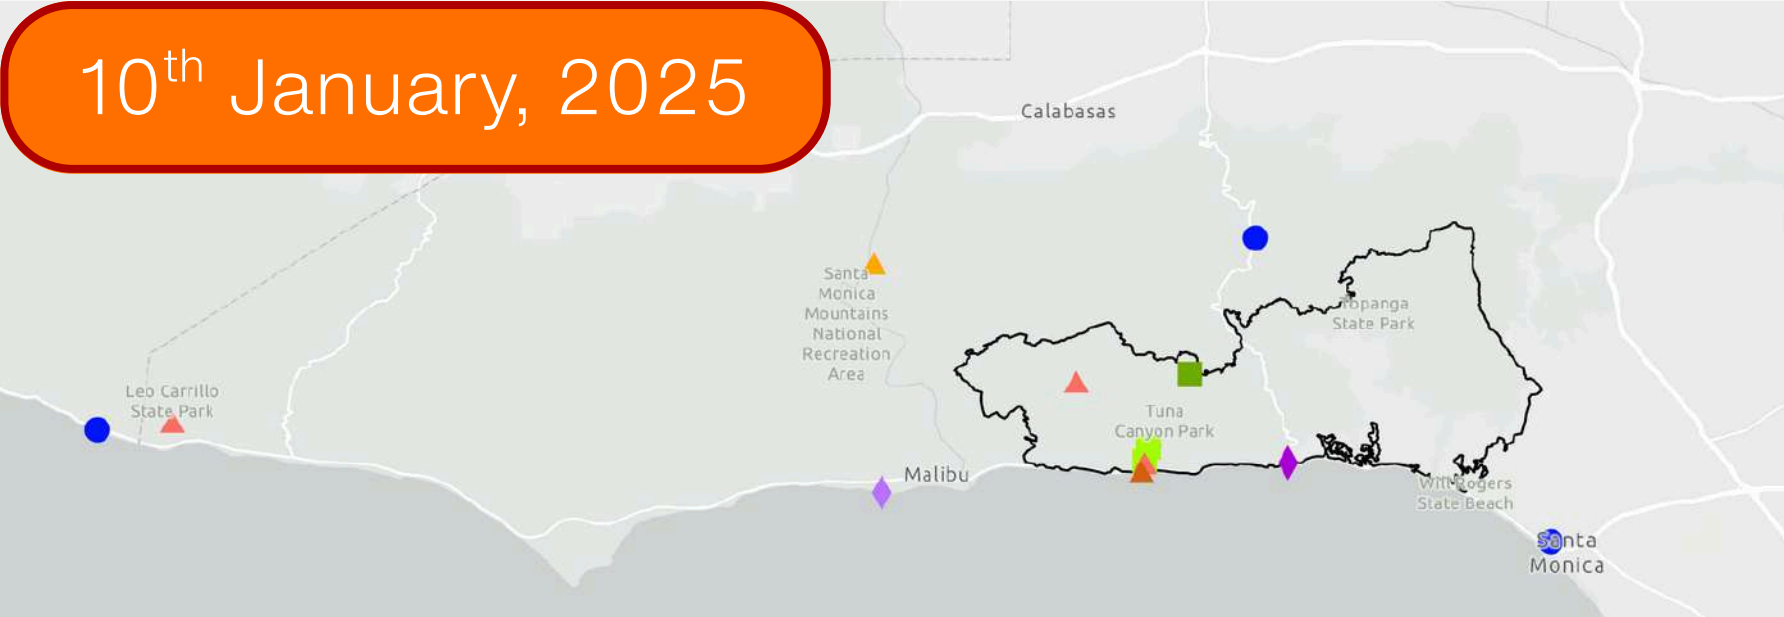 10th January, 2025
Calabasas
Santa
Monica
Mountains
National
Recreation
Area
Topanga
State Park
Leo Carrillo
State Park
Tuna
Canyon Park
Malibu
Will Rogers
State Beach
Santa
Monica